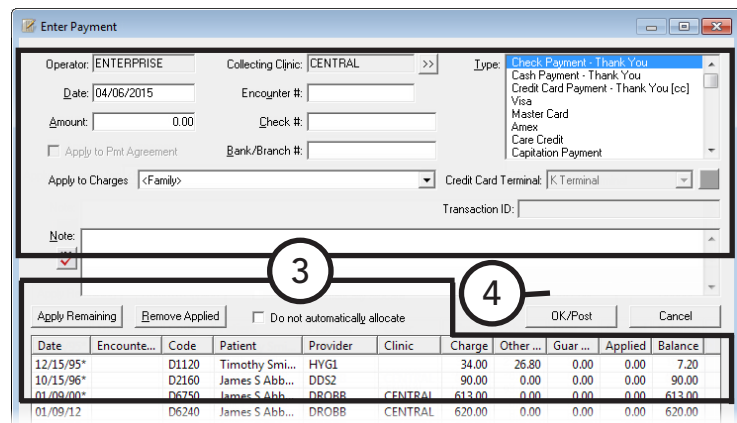 Enter Payment
Operator: ENTERPRISE Collecting Clinic: CENTRAL >> Type: Check Payment - Thank You
Cash Payment - Thank You
Date: 04/06/2015 Encounter #: Credit Card Payment - Thank You [cc]
Visa
Amount: 0.00 Check #: Master Card
Amex
Apply to Pmt Agreement Bank/Branch #: Care Credit
Capitation Payment
Apply to Charges <Family> Credit Card Terminal: K Terminal
Transaction ID:
Note:
3
4
Apply Remaining Remove Applied Do not automatically allocate OK/Post Cancel
Date Encounte... Code Patient Provider Clinic Charge Other ... Guar ... Applied Balance
12/15/95* D1120 Timothy Smi... HYG1 34.00 26.80 0.00 0.00 7.20
10/15/96* D2160 James S Abb... DDS2 90.00 0.00 0.00 0.00 90.00
01/09/00* D6750 James S Abb... DROBB CENTRAL 613.00 0.00 0.00 0.00 613.00
01/09/12 D6240 James S Abb... DROBB CENTRAL 620.00 0.00 0.00 0.00 620.00